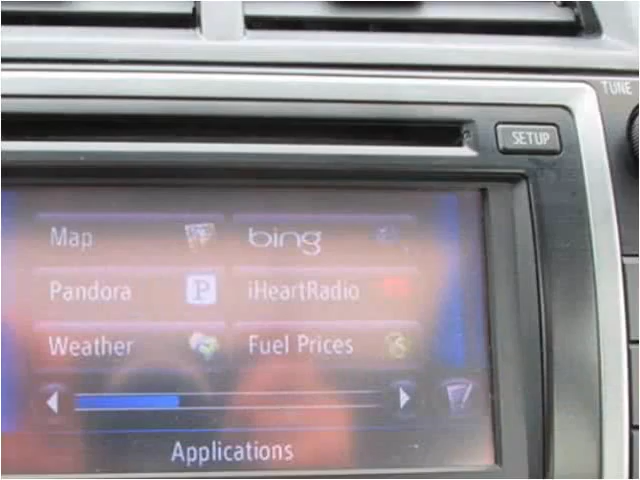 TUNE
SETUP
Map bing
Pandora P iHeartRadio
Weather Fuel Prices
Applications